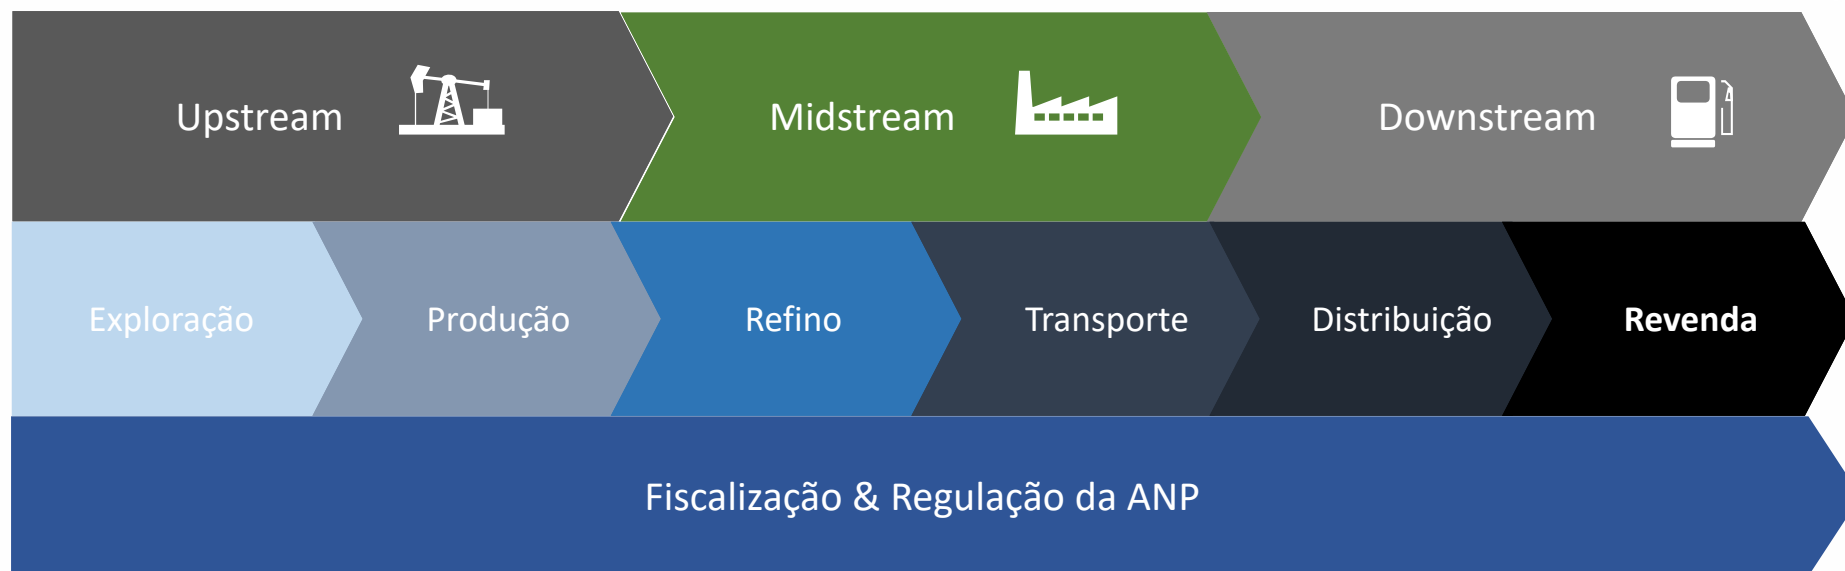 Upstream
Midstream
Downstream
Exploração
Produção
Refino
Transporte
Distribuição
Revenda
Fiscalização & Regulação da ANP